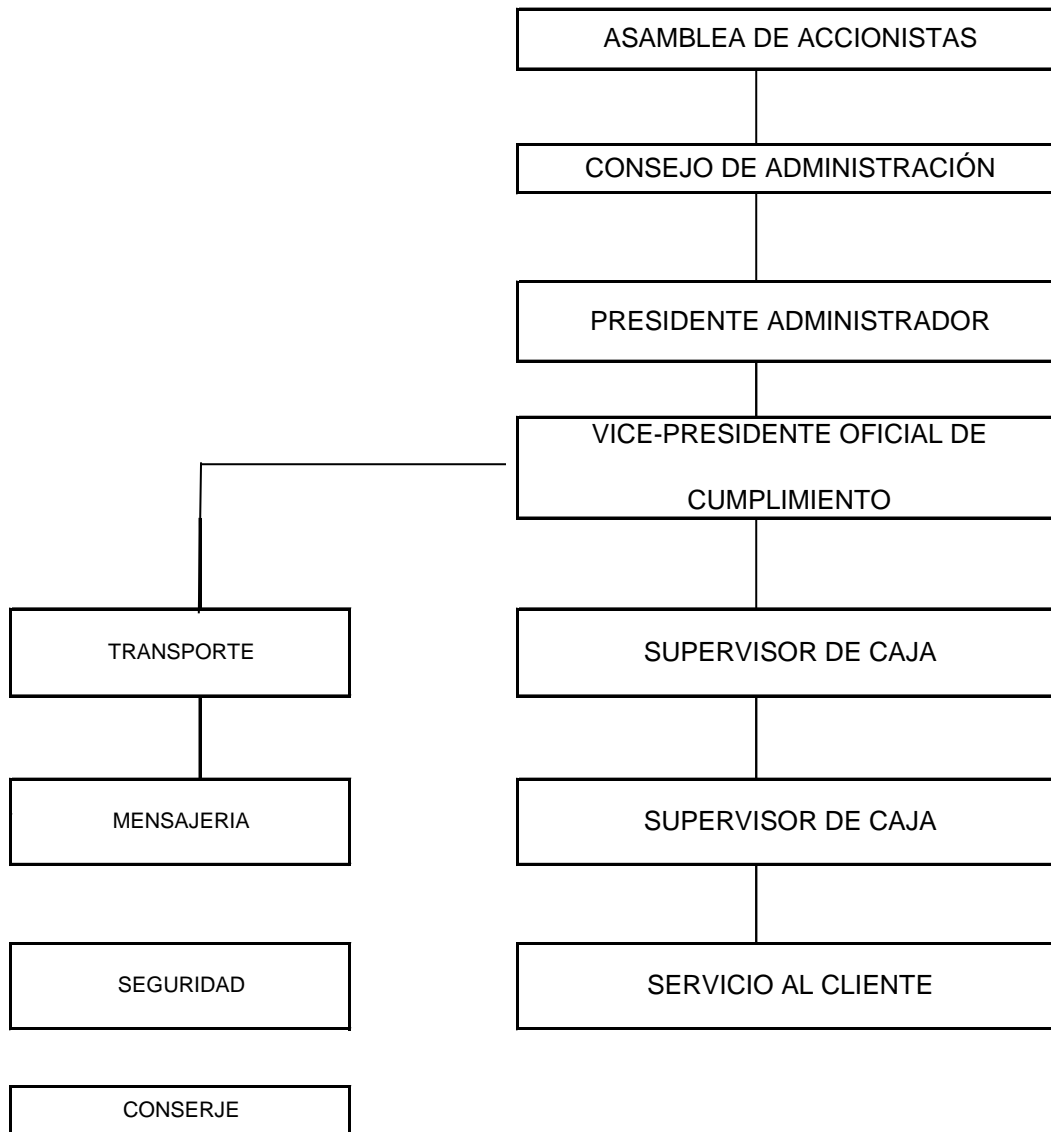 ASAMBLEA DE ACCIONISTAS
CONSEJO DE ADMINISTRACIÓN
PRESIDENTE ADMINISTRADOR
VICE-PRESIDENTE OFICIAL DE
CUMPLIMIENTO
TRANSPORTE
SUPERVISOR DE CAJA
MENSAJERIA
SUPERVISOR DE CAJA
SEGURIDAD
SERVICIO AL CLIENTE
CONSERJE